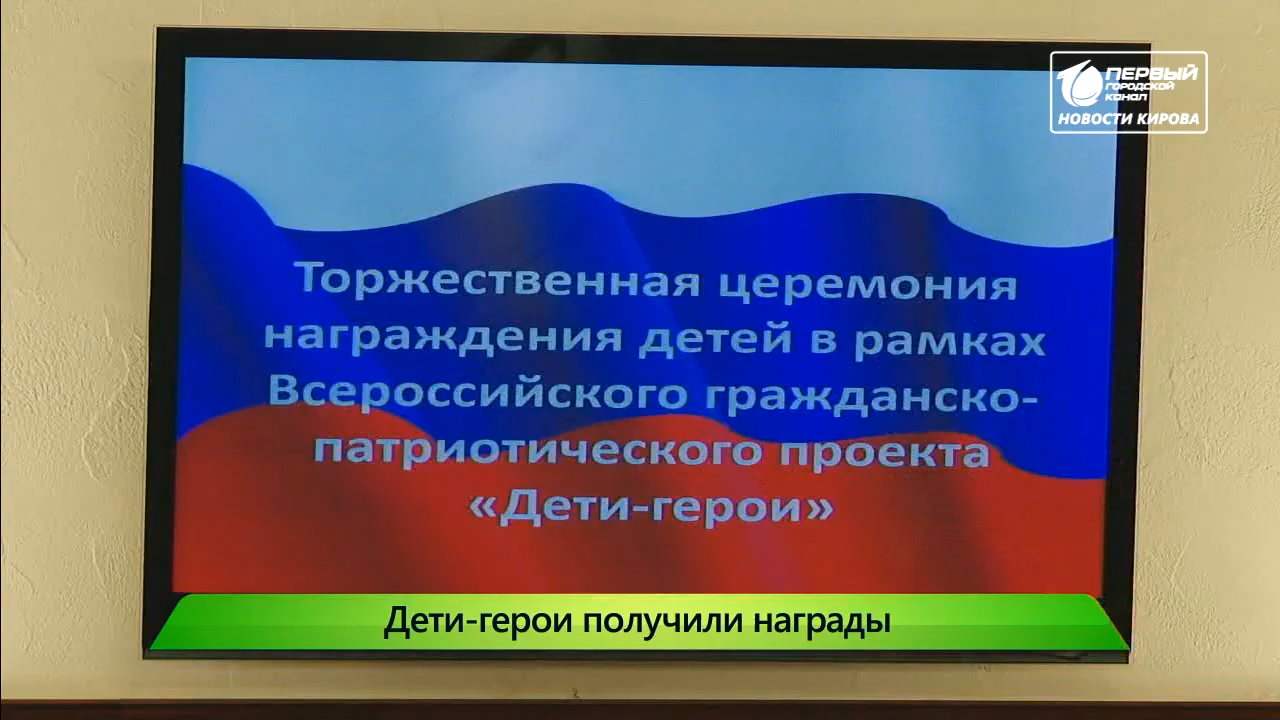 ПЕРВЫЙ
ГОРОДСКОЙ
КАНАЛ
НОВОСТИ КИРОВА
Торжественная церемония
награждения детей в рамках
Всероссийского гражданско-
патриотического проекта
«Дети-герои»
Дети-герои получили награды